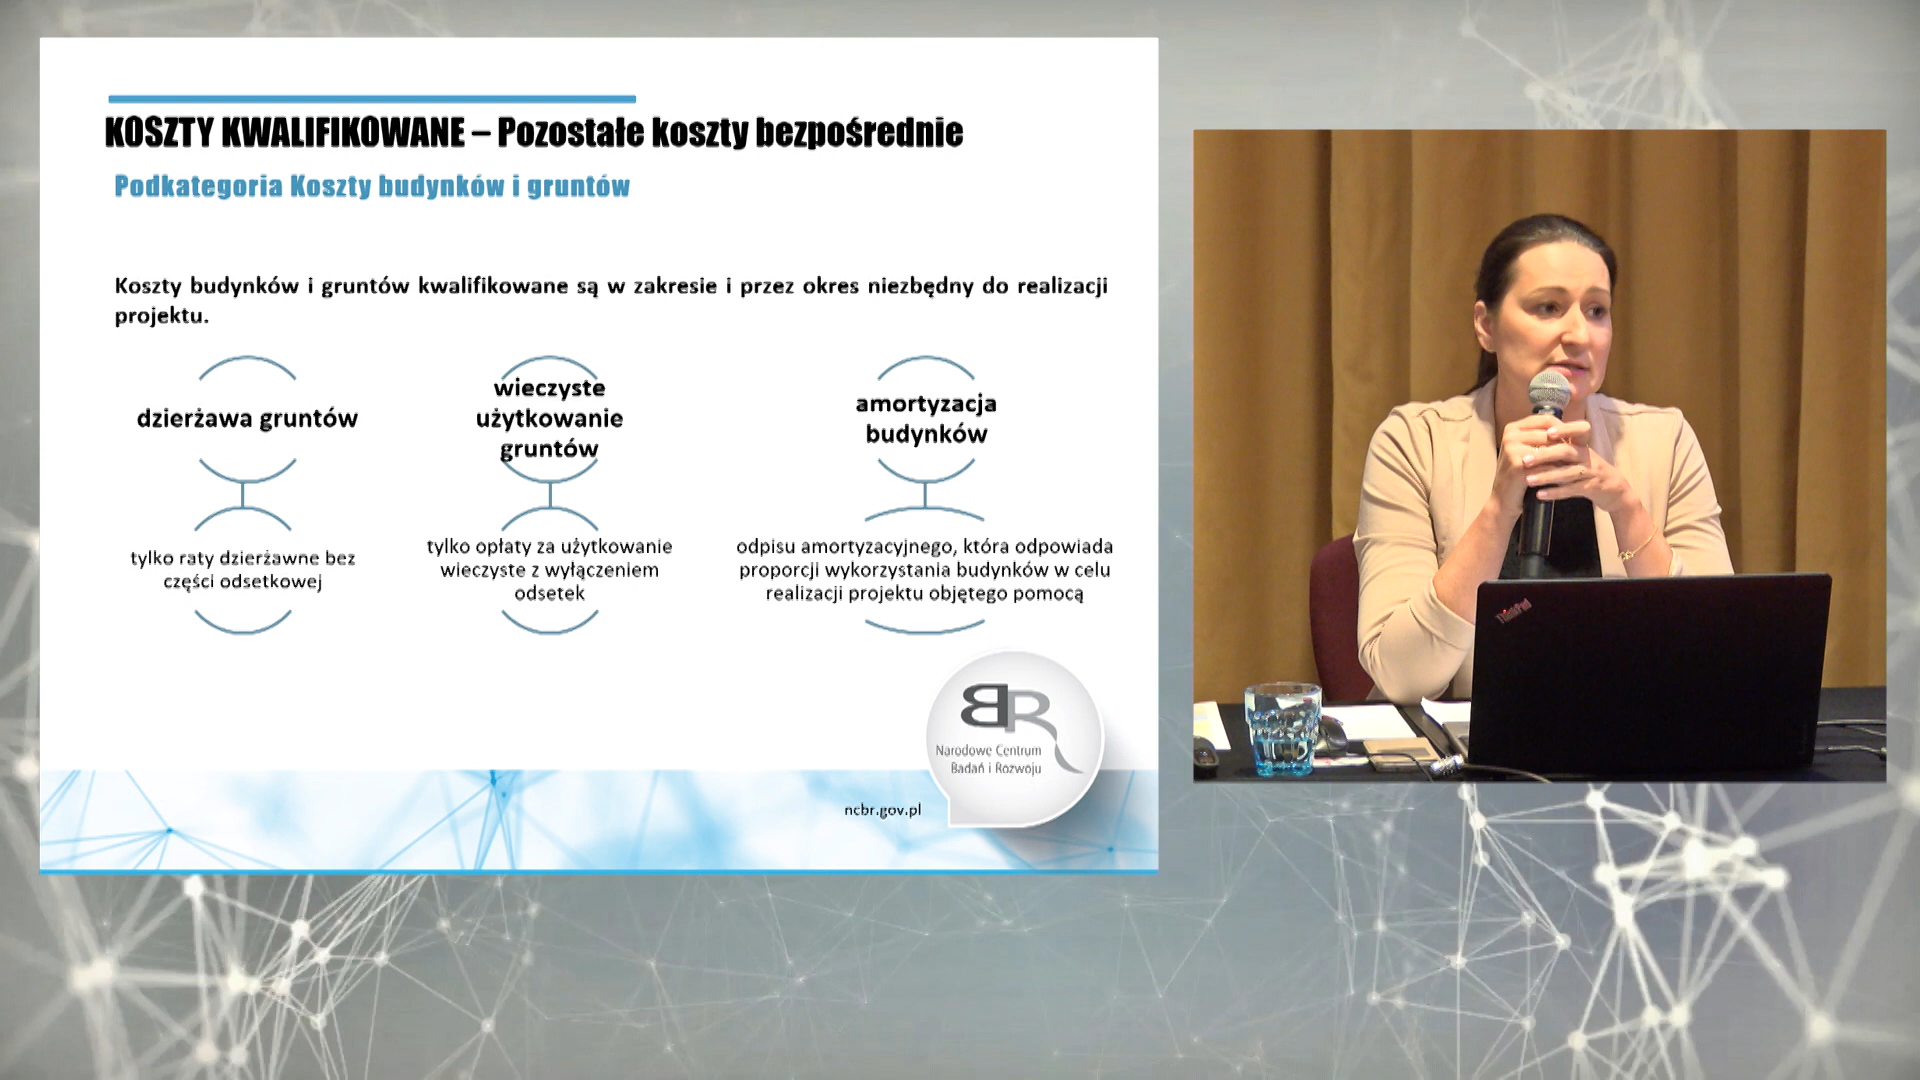 KOSZTY KWALIFIKOWANE – Pozostałe koszty bezpośrednie
Podkategoria Koszty budynków i gruntów
Koszty budynków i gruntów kwalifikowane są w zakresie i przez okres niezbędny do realizacji
projektu.
dzierżawa gruntów
wieczyste
użytkowanie
gruntów
amortyzacja
budynków
tylko raty dzierżawne bez
części odsetkowej
tylko opłaty za użytkowanie
wieczyste z wyłączeniem
odsetek
odpisu amortyzacyjnego, która odpowiada
proporcji wykorzystania budynków w celu
realizacji projektu objętego pomocą
BR
Narodowe Centrum
Badań i Rozwoju
ncbr.gov.pl
ThinkPad